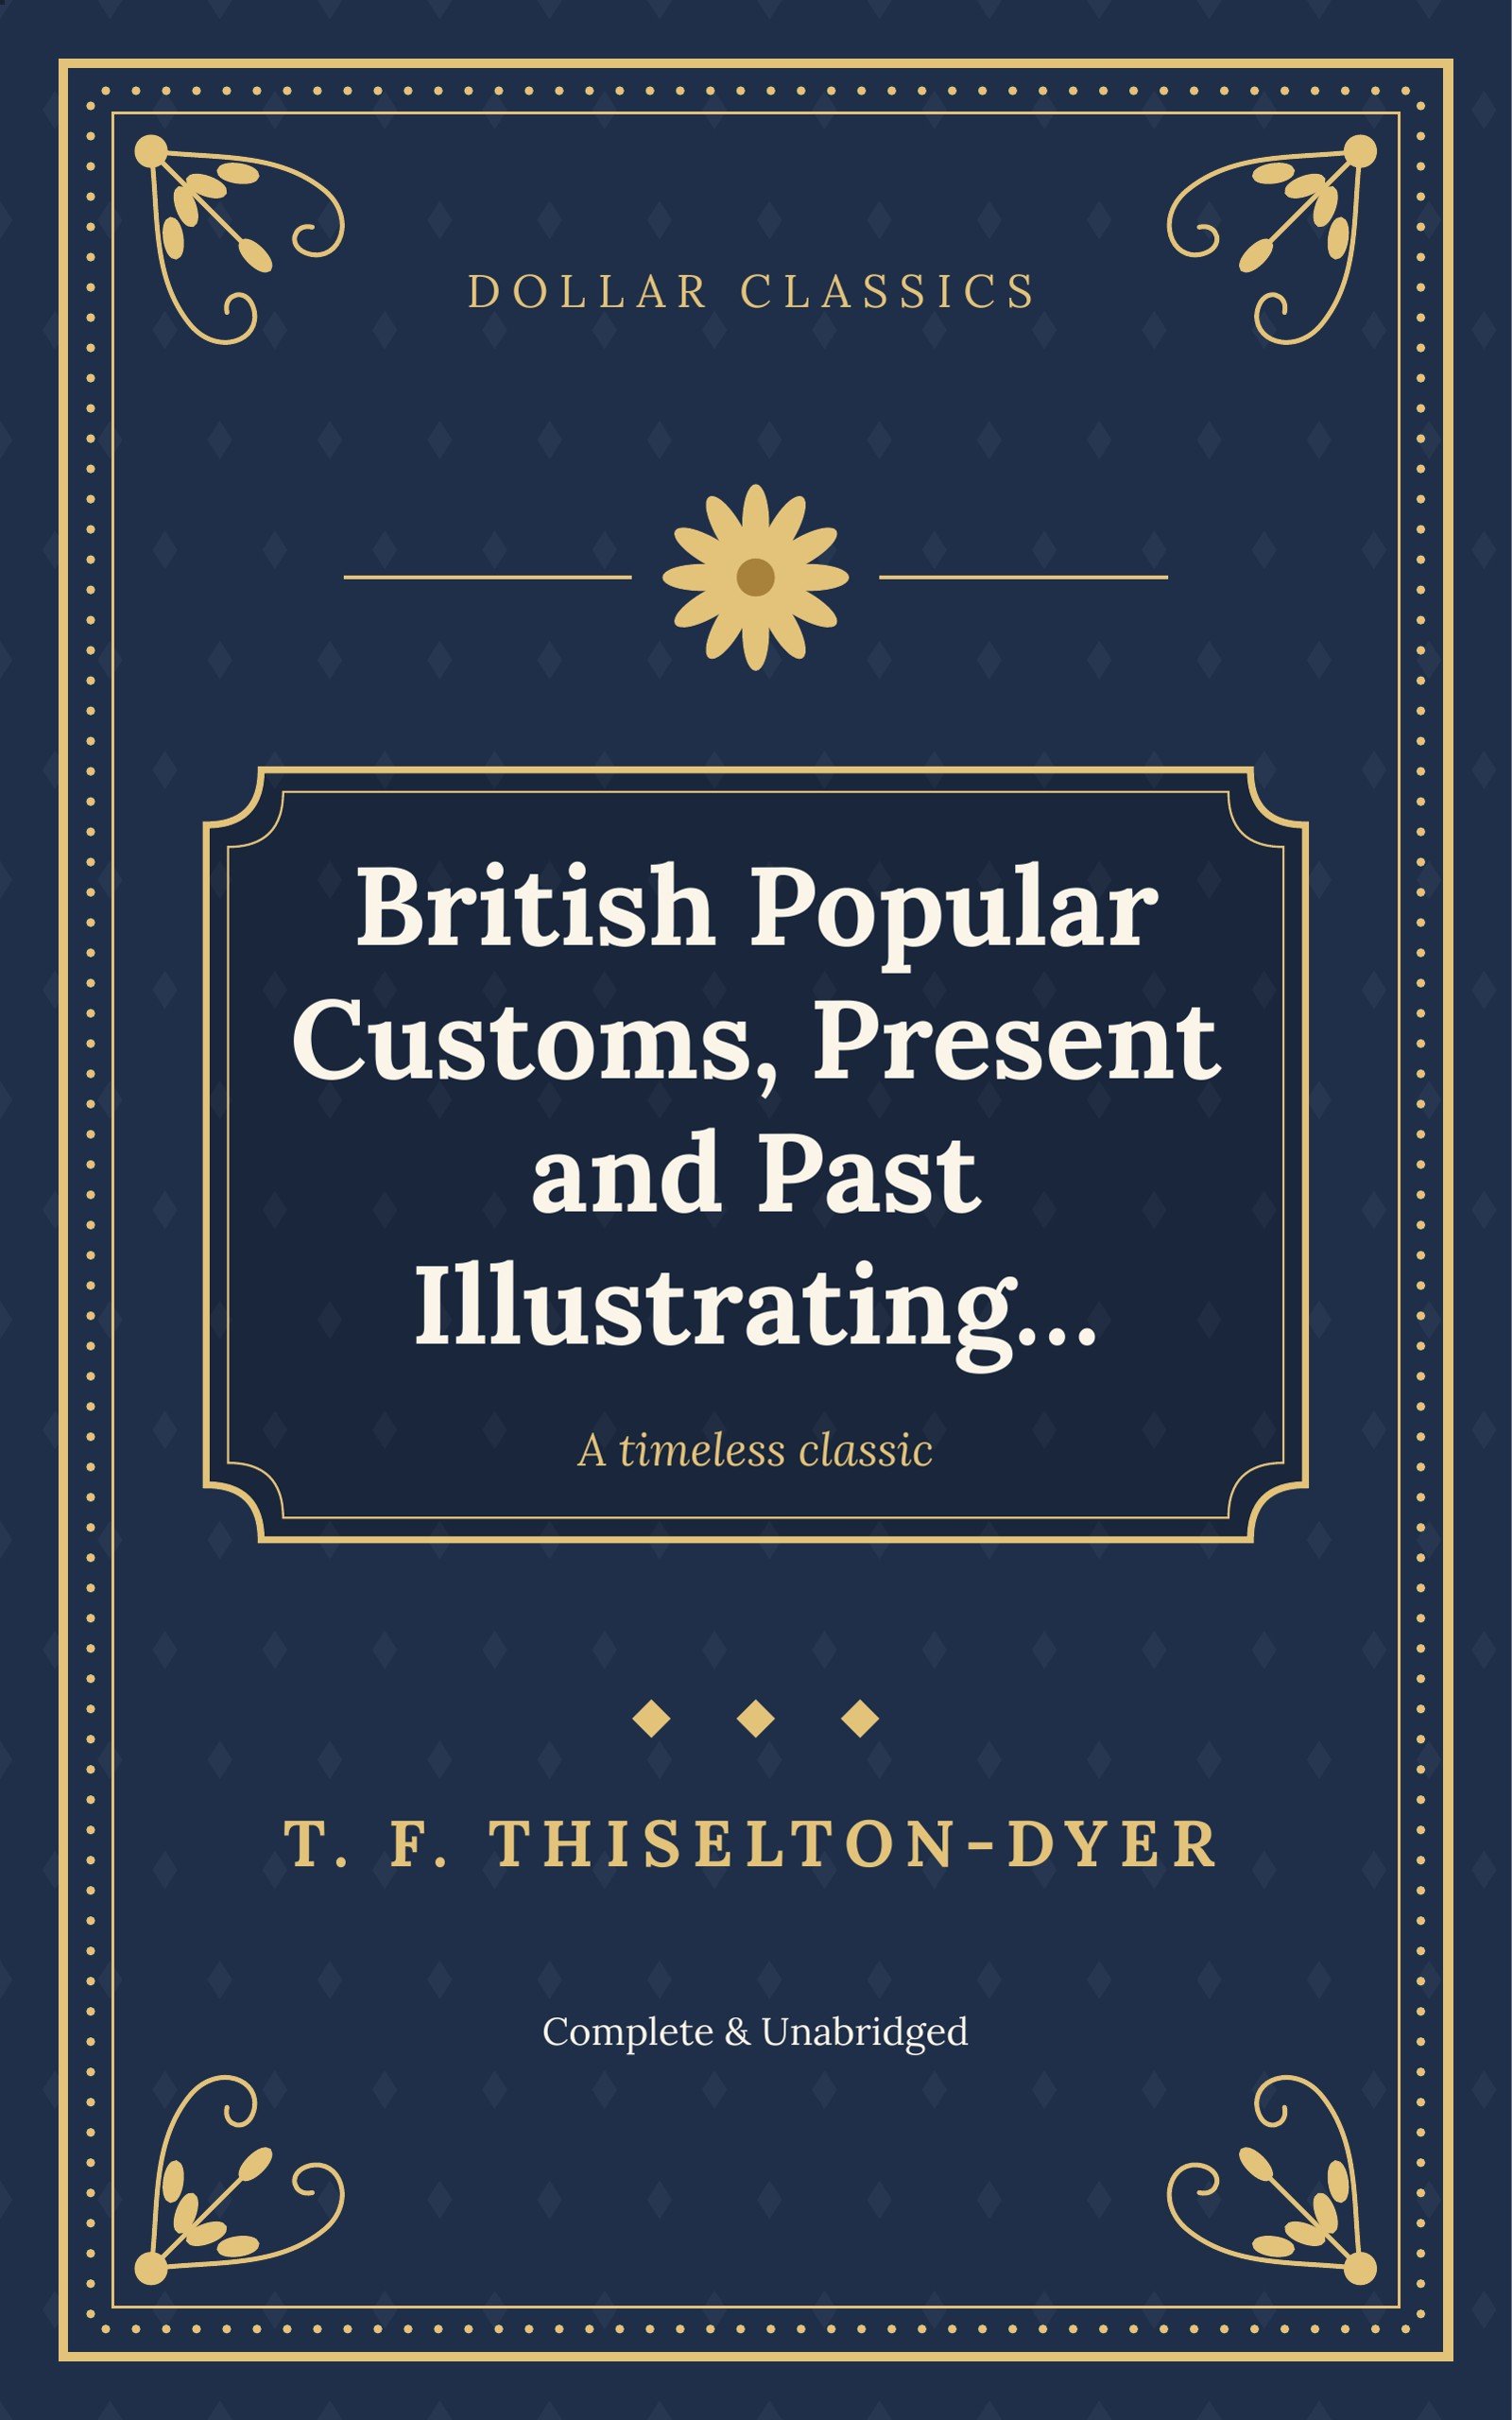 DOLLAR CLASSICS
British Popular
Customs, Present
and Past
Illustrating...
A timeless classic
T. F. THISELTON-DYER
Complete & Unabridged